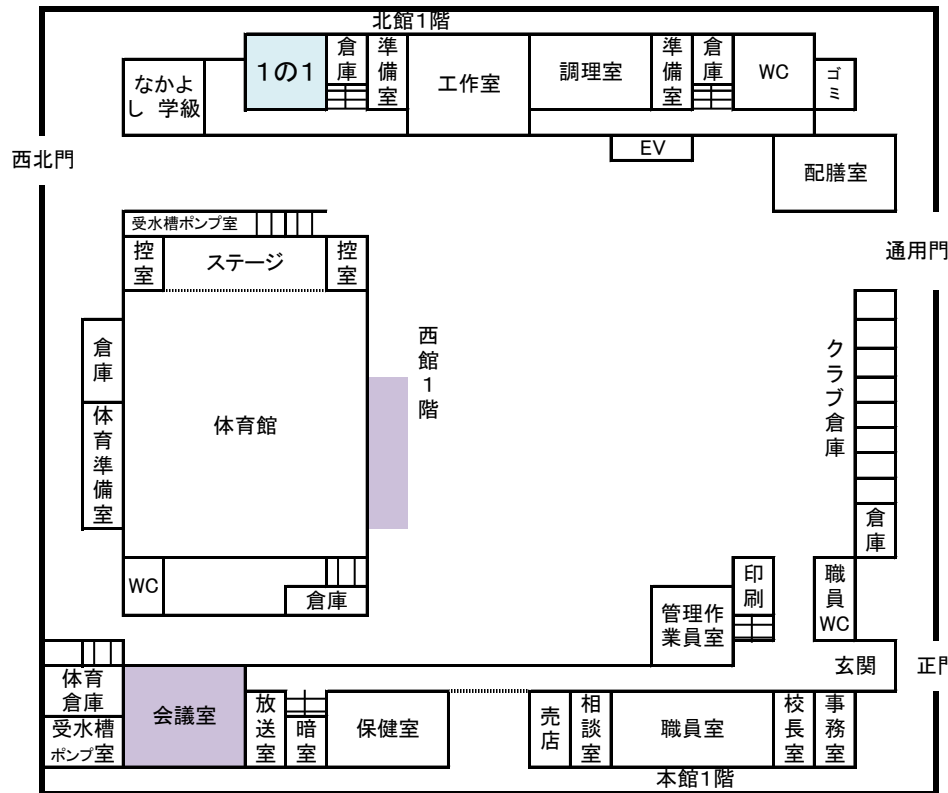 北館1階
なかよ
し 学級
1の1
倉庫
準備室
工作室
調理室
準備室
倉庫
WC
ゴミ
西北門
EV
配膳室
受水槽ポンプ室
控室
ステージ
控室
通用門
倉庫
体育準備室
体育館
西館1階
クラブ倉庫
倉庫
WC
倉庫
管理作
業員室
印刷
職員
WC
玄関
正門
体育
倉庫
受水槽
ポンプ室
会議室
放送室
暗室
保健室
売店
相談室
職員室
校長室
事務室
本館1階